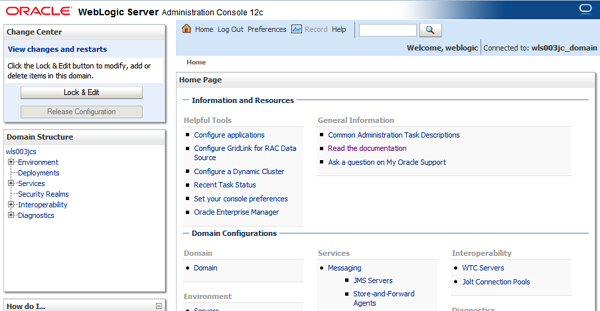 ORACLE WebLogic Server Administration Console 12c
Change Center
View changes and restarts
Click the Lock & Edit button to modify, add or
delete items in this domain.
Lock & Edit
Release Configuration
Domain Structure
wls003jcs
Environment
Deployments
Services
Security Realms
Interoperability
Diagnostics
How do I...
Home Log Out Preferences Record Help
Welcome, weblogic Connected to: wls003jc_domain
Home
Home Page
Information and Resources
Helpful Tools
Configure applications
Configure GridLink for RAC Data
Source
Configure a Dynamic Cluster
Recent Task Status
Set your console preferences
Oracle Enterprise Manager
General Information
Common Administration Task Descriptions
Read the documentation
Ask a question on My Oracle Support
Domain Configurations
Domain
Domain
Environment
Servers
Services
Messaging
JMS Servers
Store-and-Forward
Agents
Interoperability
WTC Servers
Jolt Connection Pools
Diagnostics